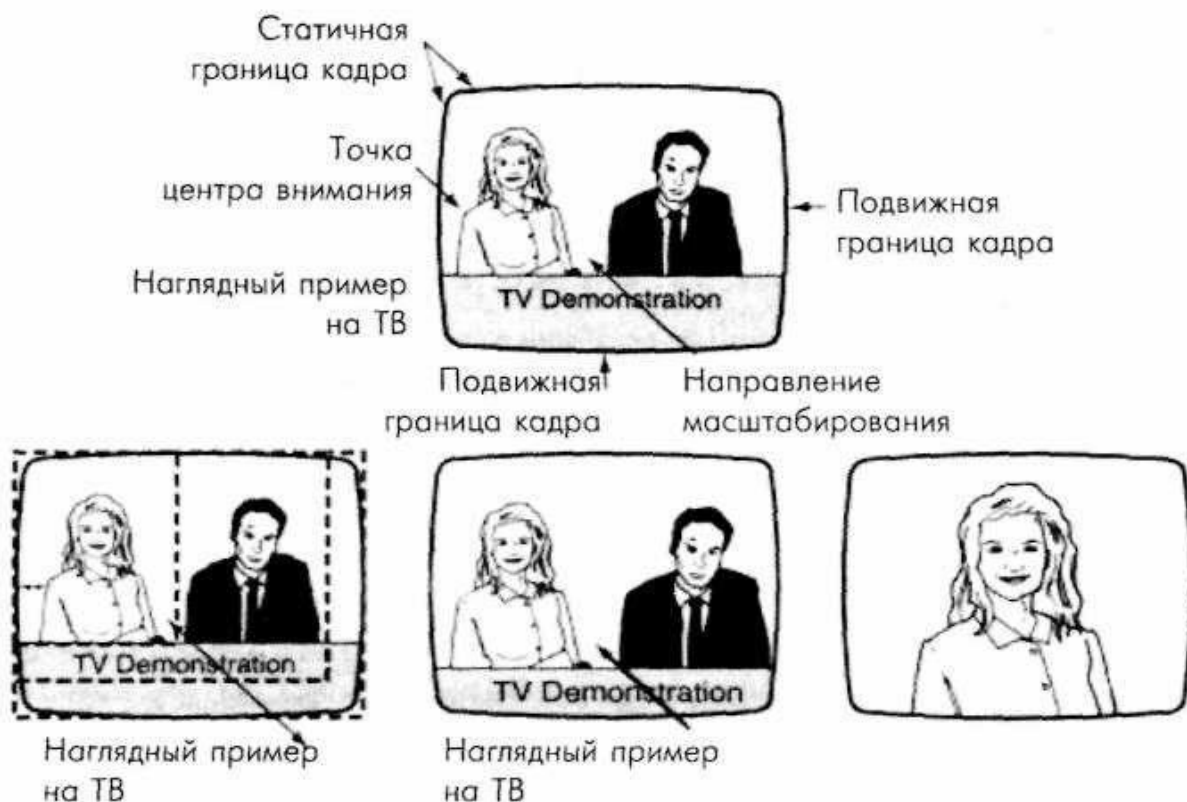 Статичная
граница кадра
Точка
центра внимания
Подвижная
граница кадра
Наглядный пример
на ТВ
TV Demonstration
Подвижная
граница кадра
Направление
масштабирования
TV Demonstration
TV Demonstration
Наглядный пример
на ТВ
Наглядный пример
на ТВ